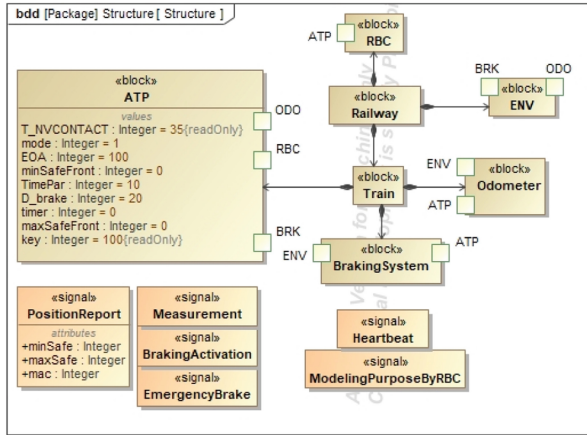 bdd [Package] Structure [ Structure ]
«block»
ATP
values
T_NVCONTACT : Integer = 35{readOnly}
mode : Integer = 1
EOA : Integer = 100
minSafeFront : Integer = 0
TimePar : Integer = 10
D_brake : Integer = 20
timer : Integer = 0
maxSafeFront : Integer = 0
key : Integer = 100{readOnly}
ODO
RBC
BRK
ATP
«block»
RBC
«block»
Railway
BRK
ODO
«block»
ENV
«block»
Train
ENV
ATP
«block»
Odometer
ENV
ATP
«block»
BrakingSystem
«signal»
PositionReport
attributes
+minSafe : Integer
+maxSafe : Integer
+mac : Integer
«signal»
Measurement
«signal»
BrakingActivation
«signal»
EmergencyBrake
«signal»
Heartbeat
«signal»
ModelingPurposeByRBC